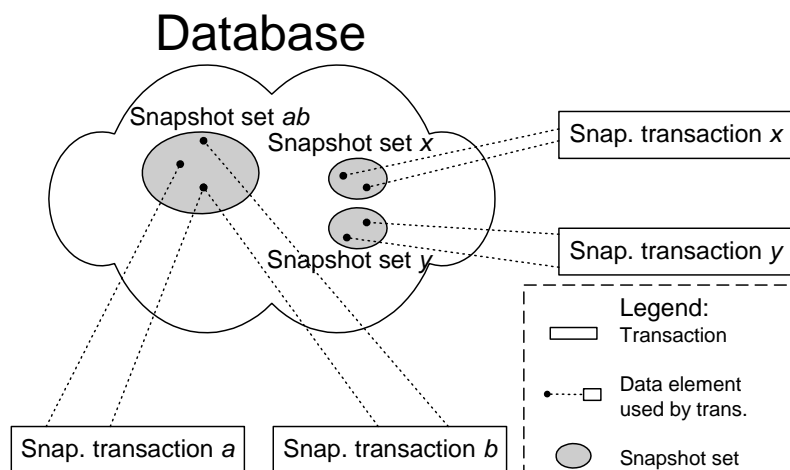 Database
Snapshot set ab
Snapshot set x
Snap. transaction x
Snapshot set y
Snap. transaction y
Legend:
Transaction
Data element
used by trans.
Snapshot set
Snap. transaction a
Snap. transaction b